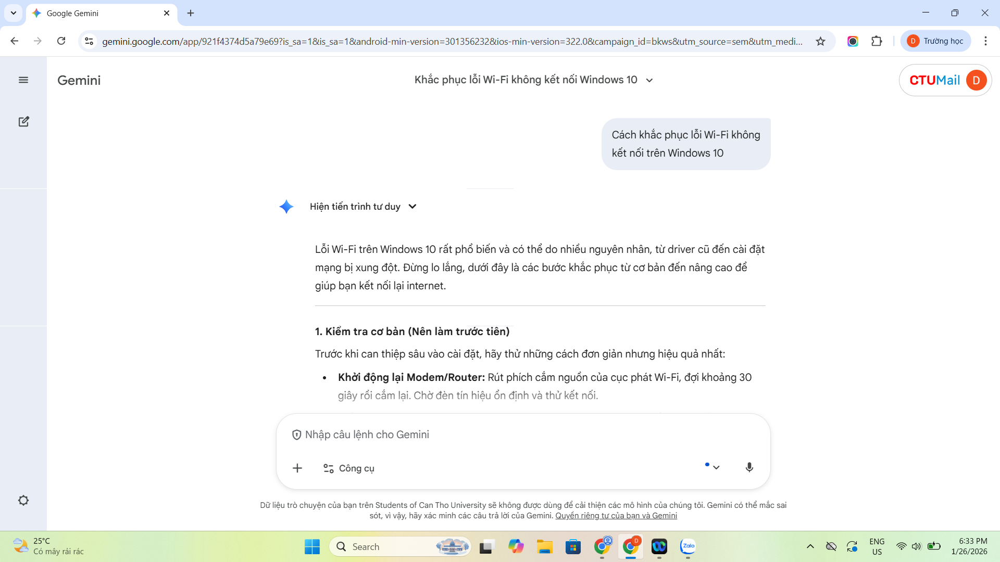 Google Gemini
gemini.google.com/app/921f4374d5a79e69?is_sa=1&is_sa=1&android-min-version=301356232&ios-min-version=322.0&campaign_id=bkws&utm_source=sem&utm_medi...
D Trường học
Gemini
Khắc phục lỗi Wi-Fi không kết nối Windows 10
CTUMail D
Cách khắc phục lỗi Wi-Fi không
kết nối trên Windows 10
Hiện tiến trình tư duy
Lỗi Wi-Fi trên Windows 10 rất phổ biến và có thể do nhiều nguyên nhân, từ driver cũ đến cài đặt
mạng bị xung đột. Đừng lo lắng, dưới đây là các bước khắc phục từ cơ bản đến nâng cao để
giúp bạn kết nối lại internet.
1. Kiểm tra cơ bản (Nên làm trước tiên)
Trước khi can thiệp sâu vào cài đặt, hãy thử những cách đơn giản nhưng hiệu quả nhất:
• Khởi động lại Modem/Router: Rút phích cắm nguồn của cục phát Wi-Fi, đợi khoảng 30
giây rồi cắm lại. Chờ đèn tín hiệu ổn định và thử kết nối.
Nhập câu lệnh cho Gemini
Công cụ
Dữ liệu trò chuyện của bạn trên Students of Can Tho University sẽ không được dùng để cải thiện các mô hình của chúng tôi. Gemini có thể mắc sai
sót, vì vậy, hãy xác minh các câu trả lời của Gemini. Quyền riêng tư của bạn và Gemini
25°C
Có mây rải rác
Search
D
Zalo
ENG
US
6:33 PM
1/26/2026